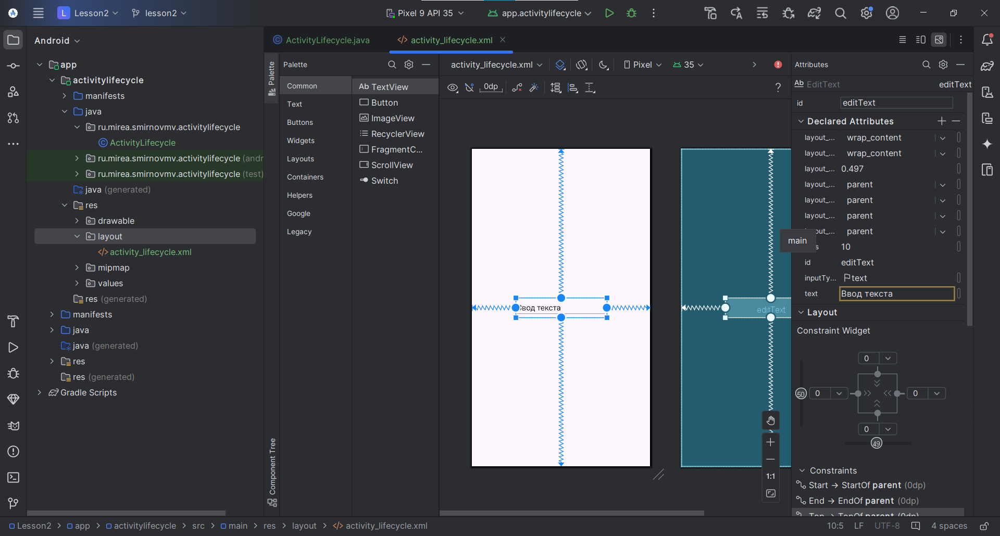 L Lesson2
lesson2
Pixel 9 API 35
app.activitylifecycle
Android
app
activitylifecycle
manifests
java
ru.mirea.smirnovmv.activitylifecycle
ActivityLifecycle
ru.mirea.smirnovmv.activitylifecycle (andr
ru.mirea.smirnovmv.activitylifecycle (test)
java (generated)
res
drawable
layout
activity_lifecycle.xml
mipmap
values
res (generated)
manifests
java
java (generated)
res
res (generated)
Gradle Scripts
ActivityLifecycle.java
activity_lifecycle.xml
Palette
Component Tree
Palette
Common
Text
Buttons
Widgets
Layouts
Containers
Helpers
Google
Legacy
Ab TextView
Button
ImageView
RecyclerView
FragmentC...
ScrollView
Switch
activity_lifecycle.xml
Pixel
35
0dp
?
Ввод текста
editText
main
1:1
Attributes
Ab EditText editText
id editText
Declared Attributes
layout_... wrap_content
layout_... wrap_content
layout_... 0.497
layout_... parent
layout_... parent
layout_... parent
out_... parent
s 10
id editText
inputTy... text
text Ввод текста
Layout
Constraint Widget
0
50 0 0
0
49
Constraints
Start → StartOf parent (0dp)
End → EndOf parent (0dp)
Top → TopOf parent (0dp)
Lesson2 > app > activitylifecycle > src > main > res > layout > activity_lifecycle.xml
10:5 LF UTF-8 4 spaces